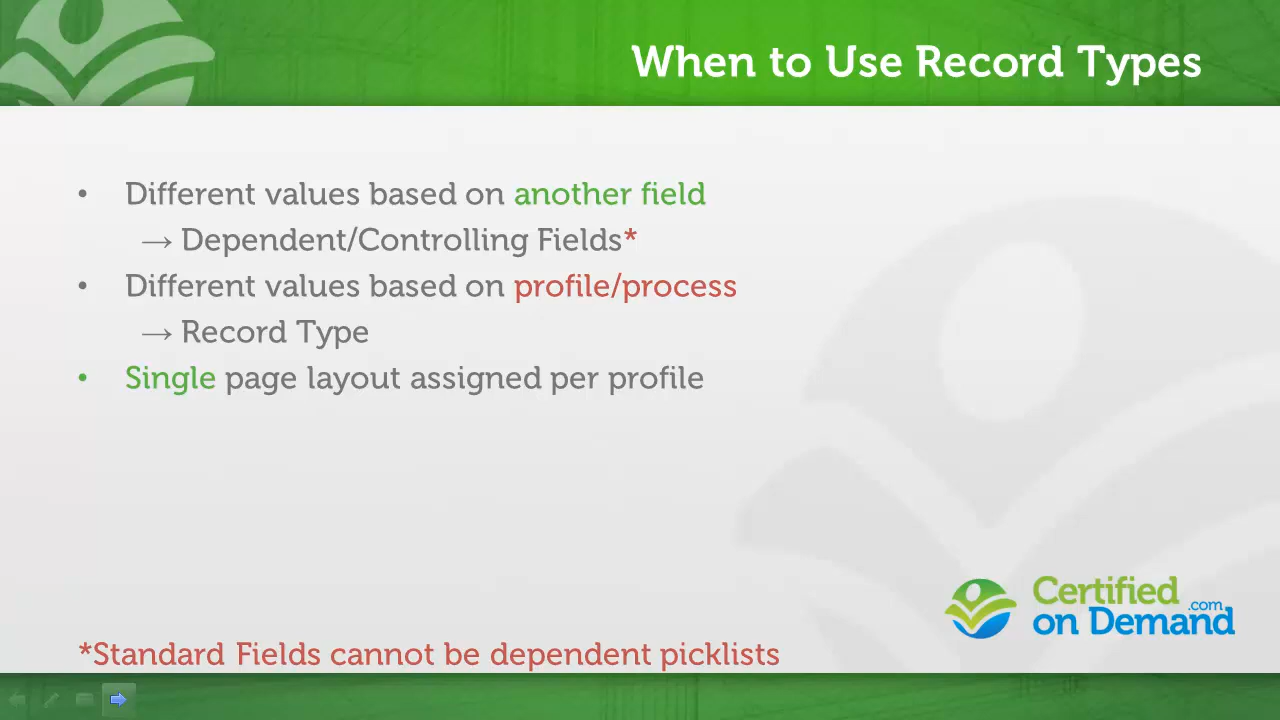 When to Use Record Types
• Different values based on another field
→ Dependent/Controlling Fields*
• Different values based on profile/process
→ Record Type
• Single page layout assigned per profile
Certified
.com
on Demand
*Standard Fields cannot be dependent picklists